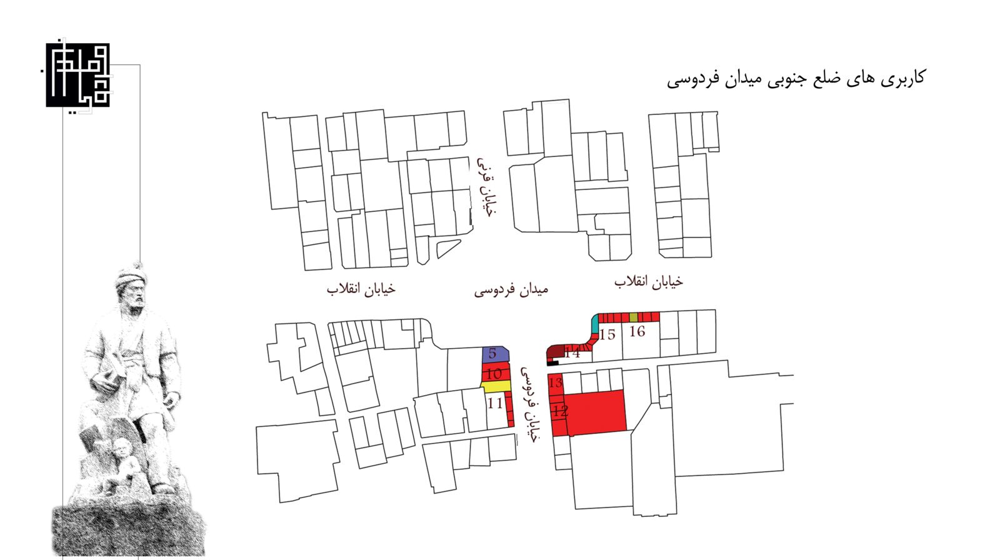 کاربری های ضلع جنوبی میدان فردوسی
خیابان قرنی
خیابان انقلاب
میدان فردوسی
خیابان انقلاب
15
16
14
5
10
11
خیابان فردوسی
13
12